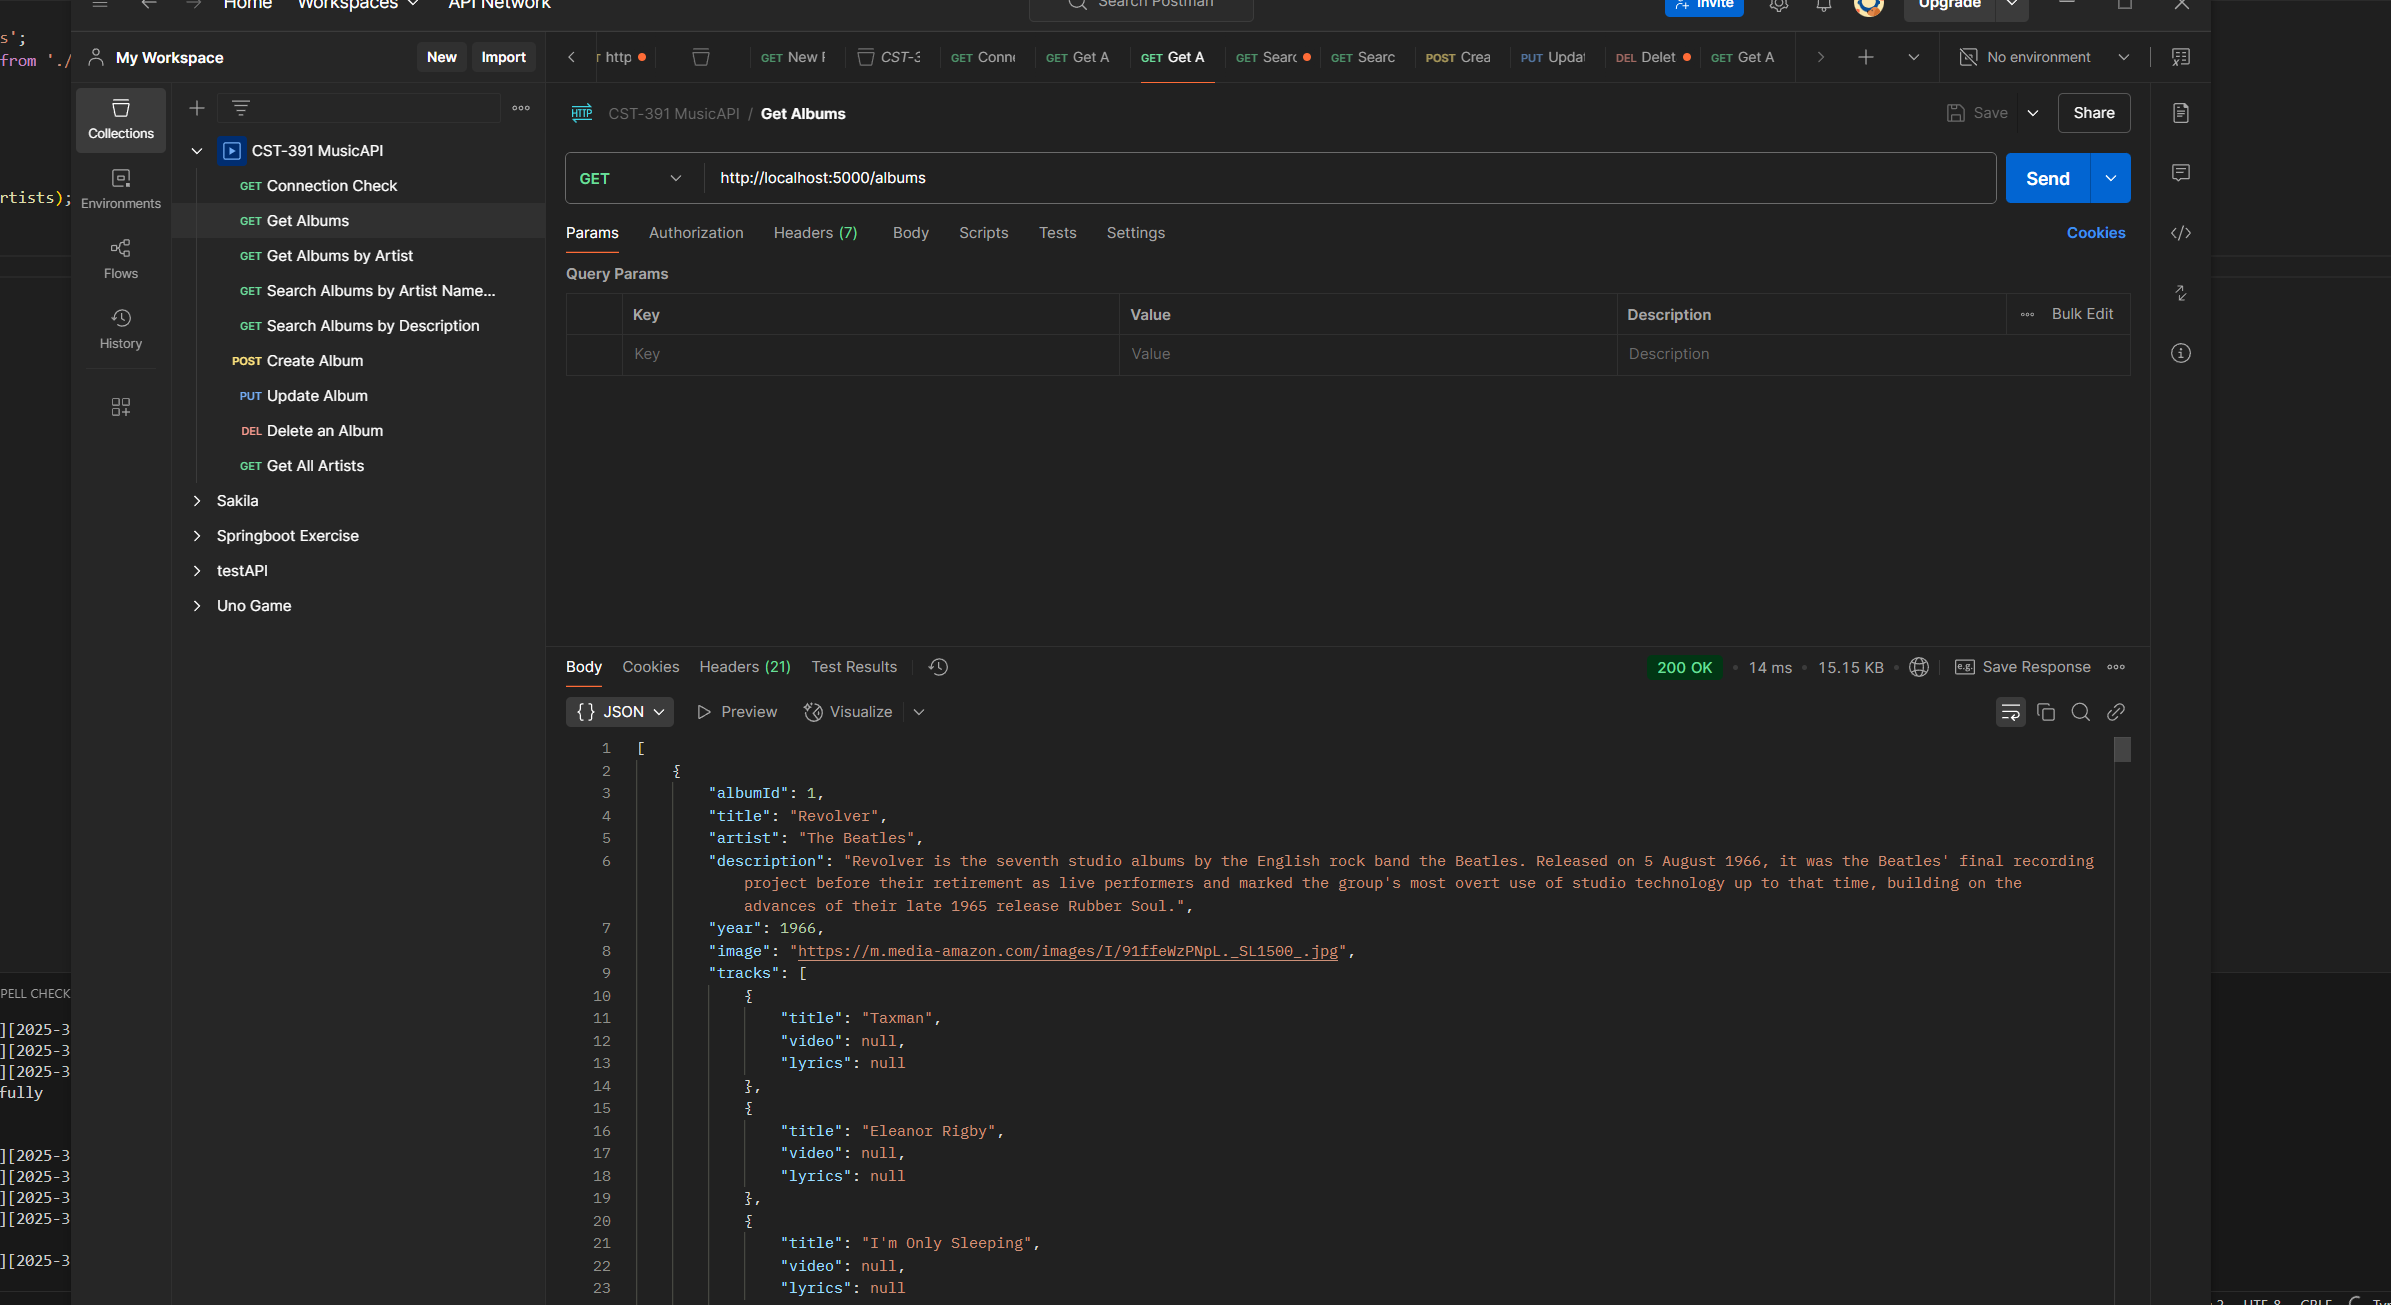 Home Workspaces API Network Search Postman Invite Upgrade
s';
from './
My Workspace New Import
http GET New CST-3 GET Conn GET Get A GET Get A GET Searc GET Searc POST Crea PUT Updat DEL Delet GET Get A No environment
Collections
Environments
Flows
History
CST-391 MusicAPI
GET Connection Check
GET Get Albums
GET Get Albums by Artist
GET Search Albums by Artist Name...
GET Search Albums by Description
POST Create Album
PUT Update Album
DEL Delete an Album
GET Get All Artists
Sakila
Springboot Exercise
testAPI
Uno Game
rtists);
HTTP CST-391 MusicAPI / Get Albums Save Share
GET http://localhost:5000/albums Send
Params Authorization Headers (7) Body Scripts Tests Settings Cookies
Query Params
Key Value Description Bulk Edit
Key Value Description
Body Cookies Headers (21) Test Results 200 OK 14 ms 15.15 KB e.g. Save Response
{} JSON Preview Visualize
1 [
2 {
3 "albumId": 1,
4 "title": "Revolver",
5 "artist": "The Beatles",
6 "description": "Revolver is the seventh studio albums by the English rock band the Beatles. Released on 5 August 1966, it was the Beatles' final recording
project before their retirement as live performers and marked the group's most overt use of studio technology up to that time, building on the
advances of their late 1965 release Rubber Soul.",
7 "year": 1966,
8 "image": "https://m.media-amazon.com/images/I/91ffeWzPNpL._SL1500_.jpg",
9 "tracks": [
10 {
11 "title": "Taxman",
12 "video": null,
13 "lyrics": null
14 },
15 {
16 "title": "Eleanor Rigby",
17 "video": null,
18 "lyrics": null
19 },
20 {
21 "title": "I'm Only Sleeping",
22 "video": null,
23 "lyrics": null
PELL CHECK
][2025-3
][2025-3
][2025-3
fully
][2025-3
][2025-3
][2025-3
][2025-3
][2025-3
UTF-8 CRLF